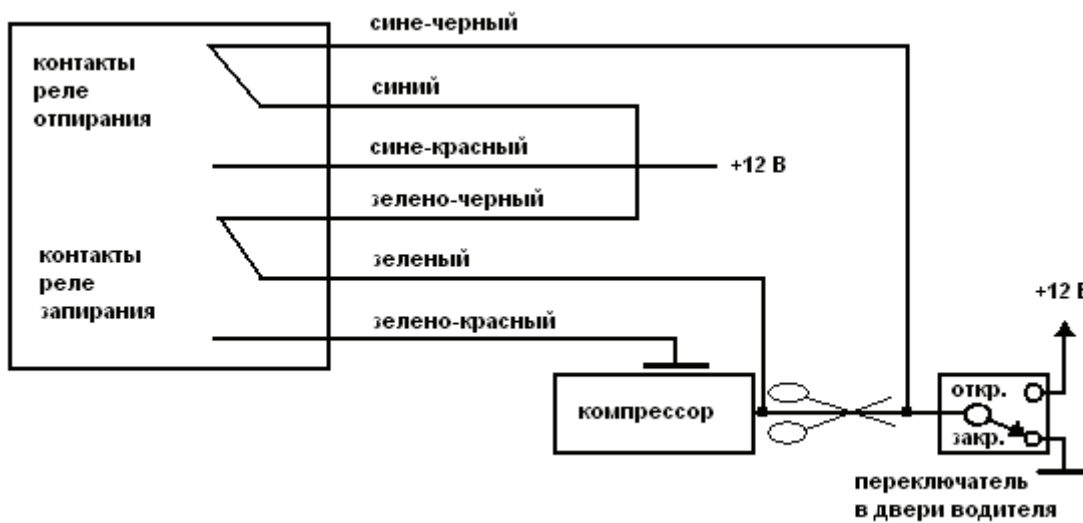 сине-черный
контакты
реле
отпирания
синий
сине-красный
+12 В
зелено-черный
контакты
реле
запирания
зеленый
зелено-красный
+12 В
компрессор
откр.
закр.
переключатель
в двери водителя